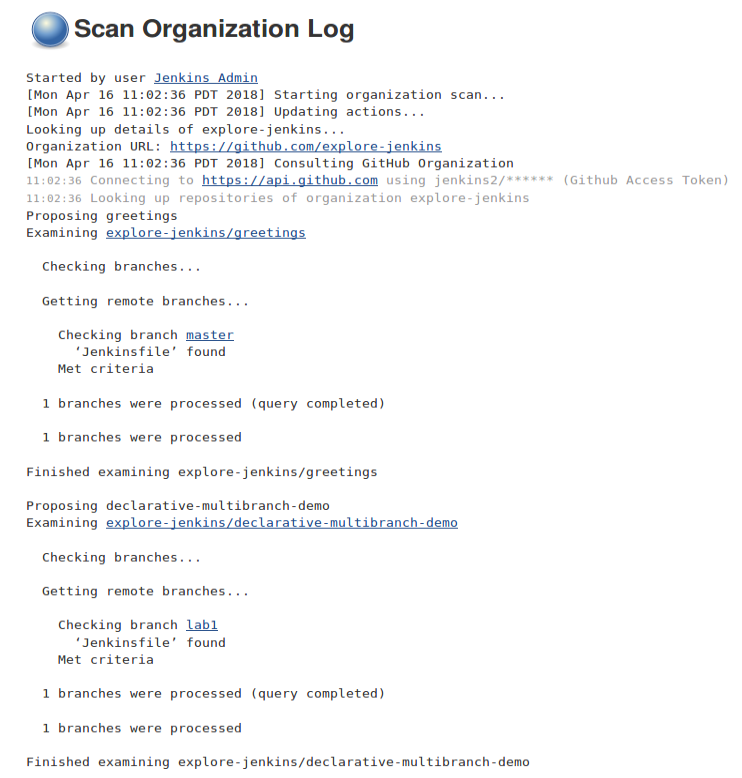 Scan Organization Log
Started by user Jenkins Admin
[Mon Apr 16 11:02:36 PDT 2018] Starting organization scan...
[Mon Apr 16 11:02:36 PDT 2018] Updating actions...
Looking up details of explore-jenkins...
Organization URL: https://github.com/explore-jenkins
[Mon Apr 16 11:02:36 PDT 2018] Consulting GitHub Organization
11:02:36 Connecting to https://api.github.com using jenkins2/****** (Github Access Token)
11:02:36 Looking up repositories of organization explore-jenkins
Proposing greetings
Examining explore-jenkins/greetings
Checking branches...
Getting remote branches...
Checking branch master
‘Jenkinsfile’ found
Met criteria
1 branches were processed (query completed)
1 branches were processed
Finished examining explore-jenkins/greetings
Proposing declarative-multibranch-demo
Examining explore-jenkins/declarative-multibranch-demo
Checking branches...
Getting remote branches...
Checking branch lab1
‘Jenkinsfile’ found
Met criteria
1 branches were processed (query completed)
1 branches were processed
Finished examining explore-jenkins/declarative-multibranch-demo